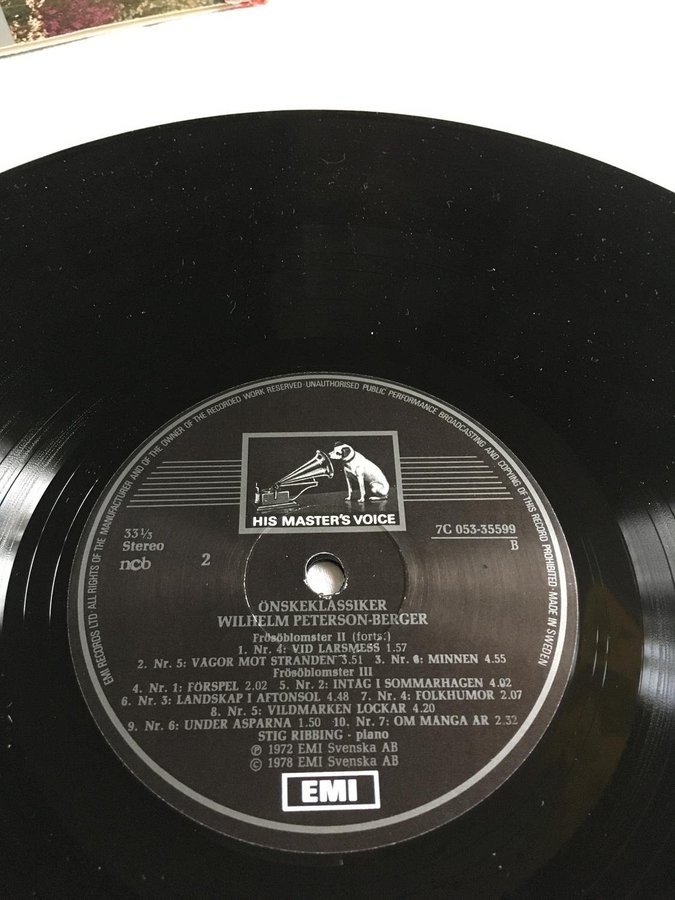 EMI RECORDS LTD · ALL RIGHTS OF THE MANUFACTURER AND OF THE OWNER OF THE RECORDED WORK RESERVED · UNAUTHORISED PUBLIC PERFORMANCE BROADCASTING AND COPYING OF THIS RECORD PROHIBITED · MADE IN SWEDEN
HIS MASTER'S VOICE
33 1/3
Stereo
ncb
2
7C 053-35599
B
ÖNSKEKLASSIKER
WILHELM PETERSON-BERGER
Frösöblomster II (forts.)
1. Nr. 4: VID LARSMESS 1.57
2. Nr. 5: VÅGOR MOT STRANDEN 3.51 3. Nr. 6: MINNEN 4.55
Frösöblomster III
4. Nr. 1: FÖRSPEL 2.02 5. Nr. 2: INTÅG I SOMMARHAGEN 4.02
6. Nr. 3: LANDSKAP I AFTONSOL 4.48 7. Nr. 4: FOLKHUMOR 2.07
8. Nr. 5: VILDMARKEN LOCKAR 4.20
9. Nr. 6: UNDER ASPARNA 1.50 10. Nr. 7: OM MÅNGA ÅR 2.32
STIG RIBBING - piano
℗ 1972 EMI Svenska AB
© 1978 EMI Svenska AB
EMI